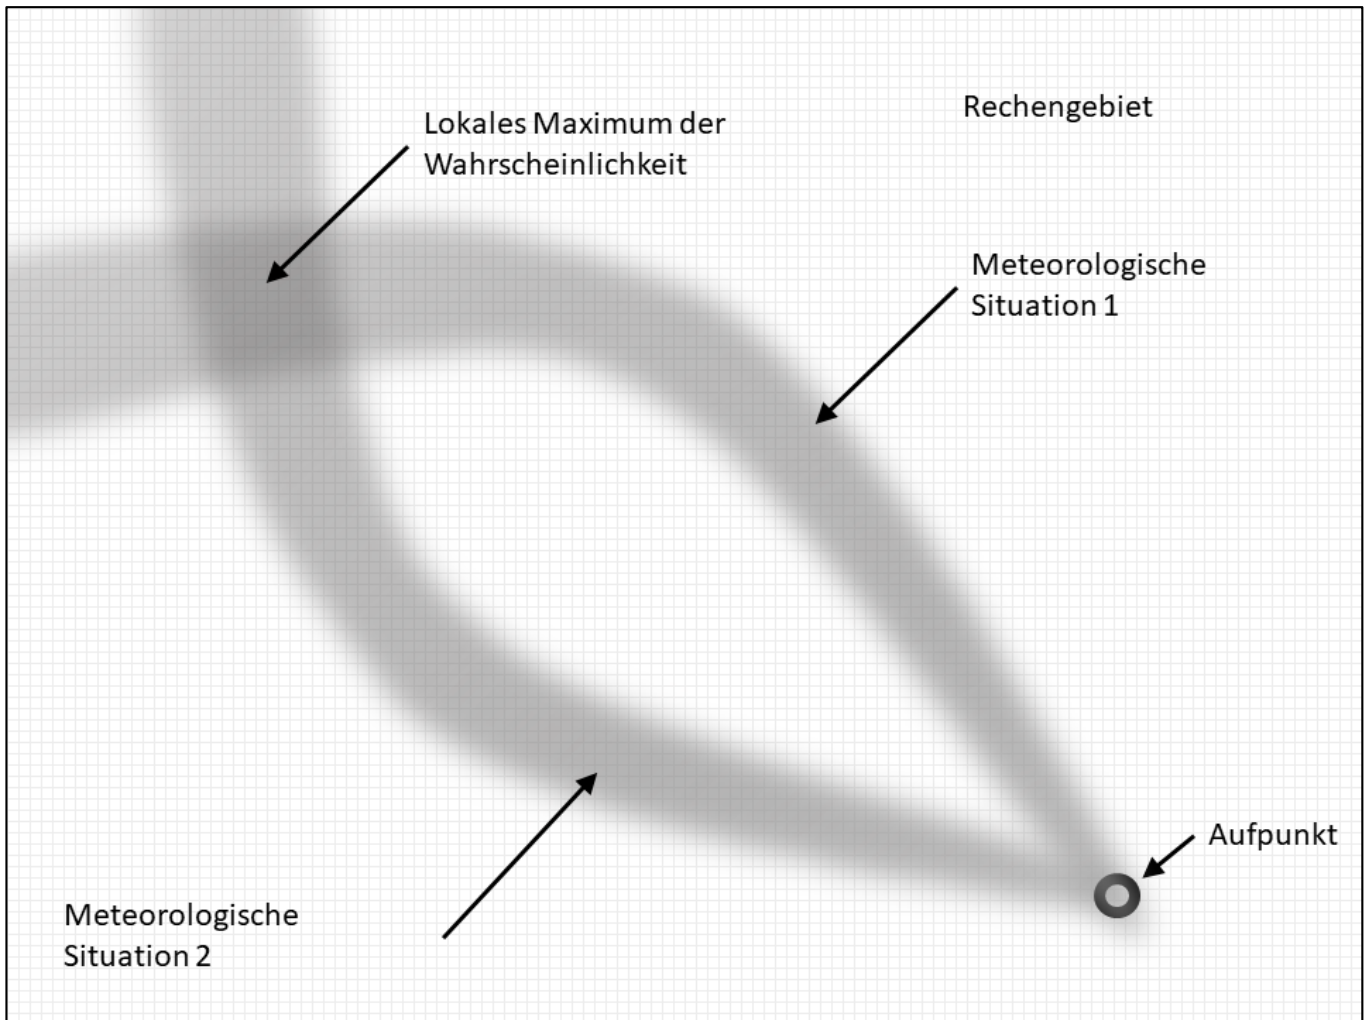 Rechengebiet
Lokales Maximum der
Wahrscheinlichkeit
Meteorologische
Situation 1
Aufpunkt
Meteorologische
Situation 2